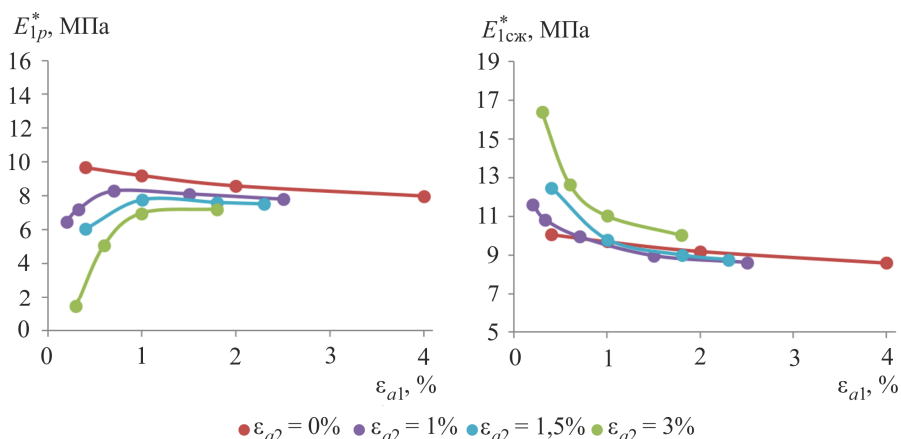 E*1p, МПа
16
14
12
10
8
6
4
2
0
0 1 2 3 4
εa1, %
E*1сж, МПа
19
17
15
13
11
9
7
5
0 1 2 3 4
εa1, %
εa2 = 0% εa2 = 1% εa2 = 1,5% εa2 = 3%